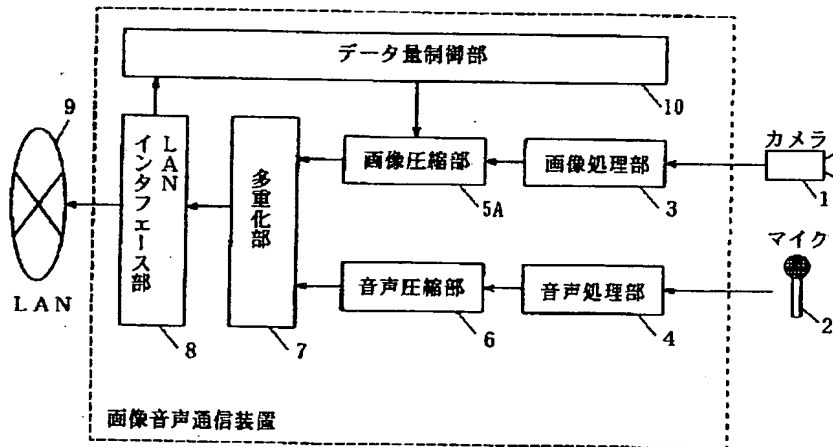 データ量制御部
10
9
LAN
インタフェース部
多重化部
画像圧縮部
画像処理部
カメラ
5A
3
1
マイク
音声圧縮部
音声処理部
LAN
8
7
6
4
2
画像音声通信装置